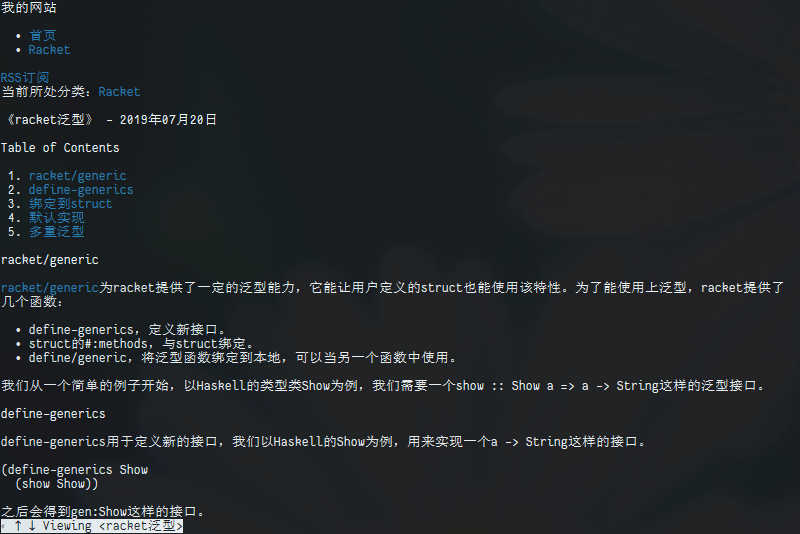 我的网站
• 首页
• Racket
RSS订阅
当前所处分类：Racket
《racket泛型》 - 2019年07月20日
Table of Contents
1. racket/generic
2. define-generics
3. 绑定到struct
4. 默认实现
5. 多重泛型
racket/generic
racket/generic为racket提供了一定的泛型能力，它能让用户定义的struct也能使用该特性。为了能使用上泛型，racket提供了
几个函数：
• define-generics，定义新接口。
• struct的#:methods，与struct绑定。
• define/generic，将泛型函数绑定到本地，可以当另一个函数中使用。
我们从一个简单的例子开始，以Haskell的类型类Show为例，我们需要一个show :: Show a => a -> String这样的泛型接口。
define-generics
define-generics用于定义新的接口，我们以Haskell的Show为例，用来实现一个a -> String这样的接口。
(define-generics Show
(show Show))
之后会得到gen:Show这样的接口。
‹ ↑↓ Viewing <racket泛型>